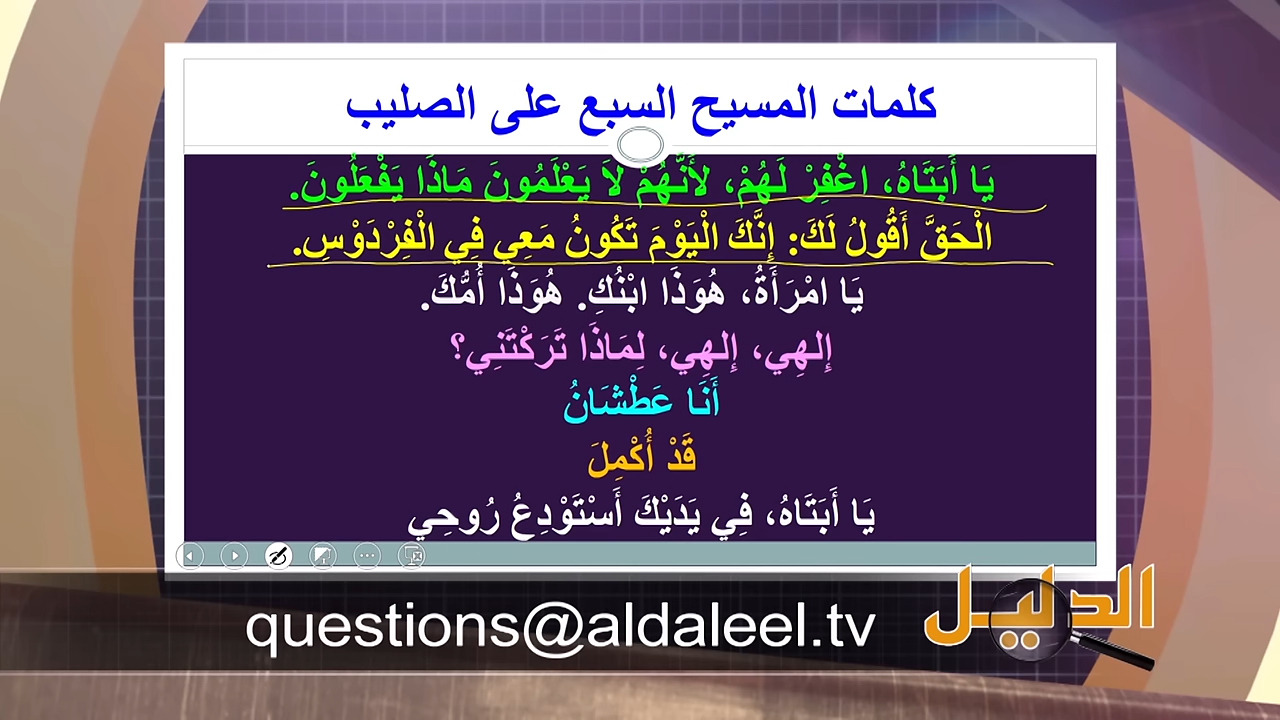 كلمات المسيح السبع على الصليب
يَا أَبَتَاهُ، اغْفِرْ لَهُمْ، لأَنَّهُمْ لاَ يَعْلَمُونَ مَاذَا يَفْعَلُونَ.
الْحَقَّ أَقُولُ لَكَ: إِنَّكَ الْيَوْمَ تَكُونُ مَعِي فِي الْفِرْدَوْسِ.
يَا امْرَأَةُ، هُوَذَا ابْنُكِ. هُوَذَا أُمُّكَ.
إِلهِي، إِلهِي، لِمَاذَا تَرَكْتَنِي؟
أَنَا عَطْشَانُ
قَدْ أُكْمِلَ
يَا أَبَتَاهُ، فِي يَدَيْكَ أَسْتَوْدِعُ رُوحِي
الدليل
questions@aldaleel.tv